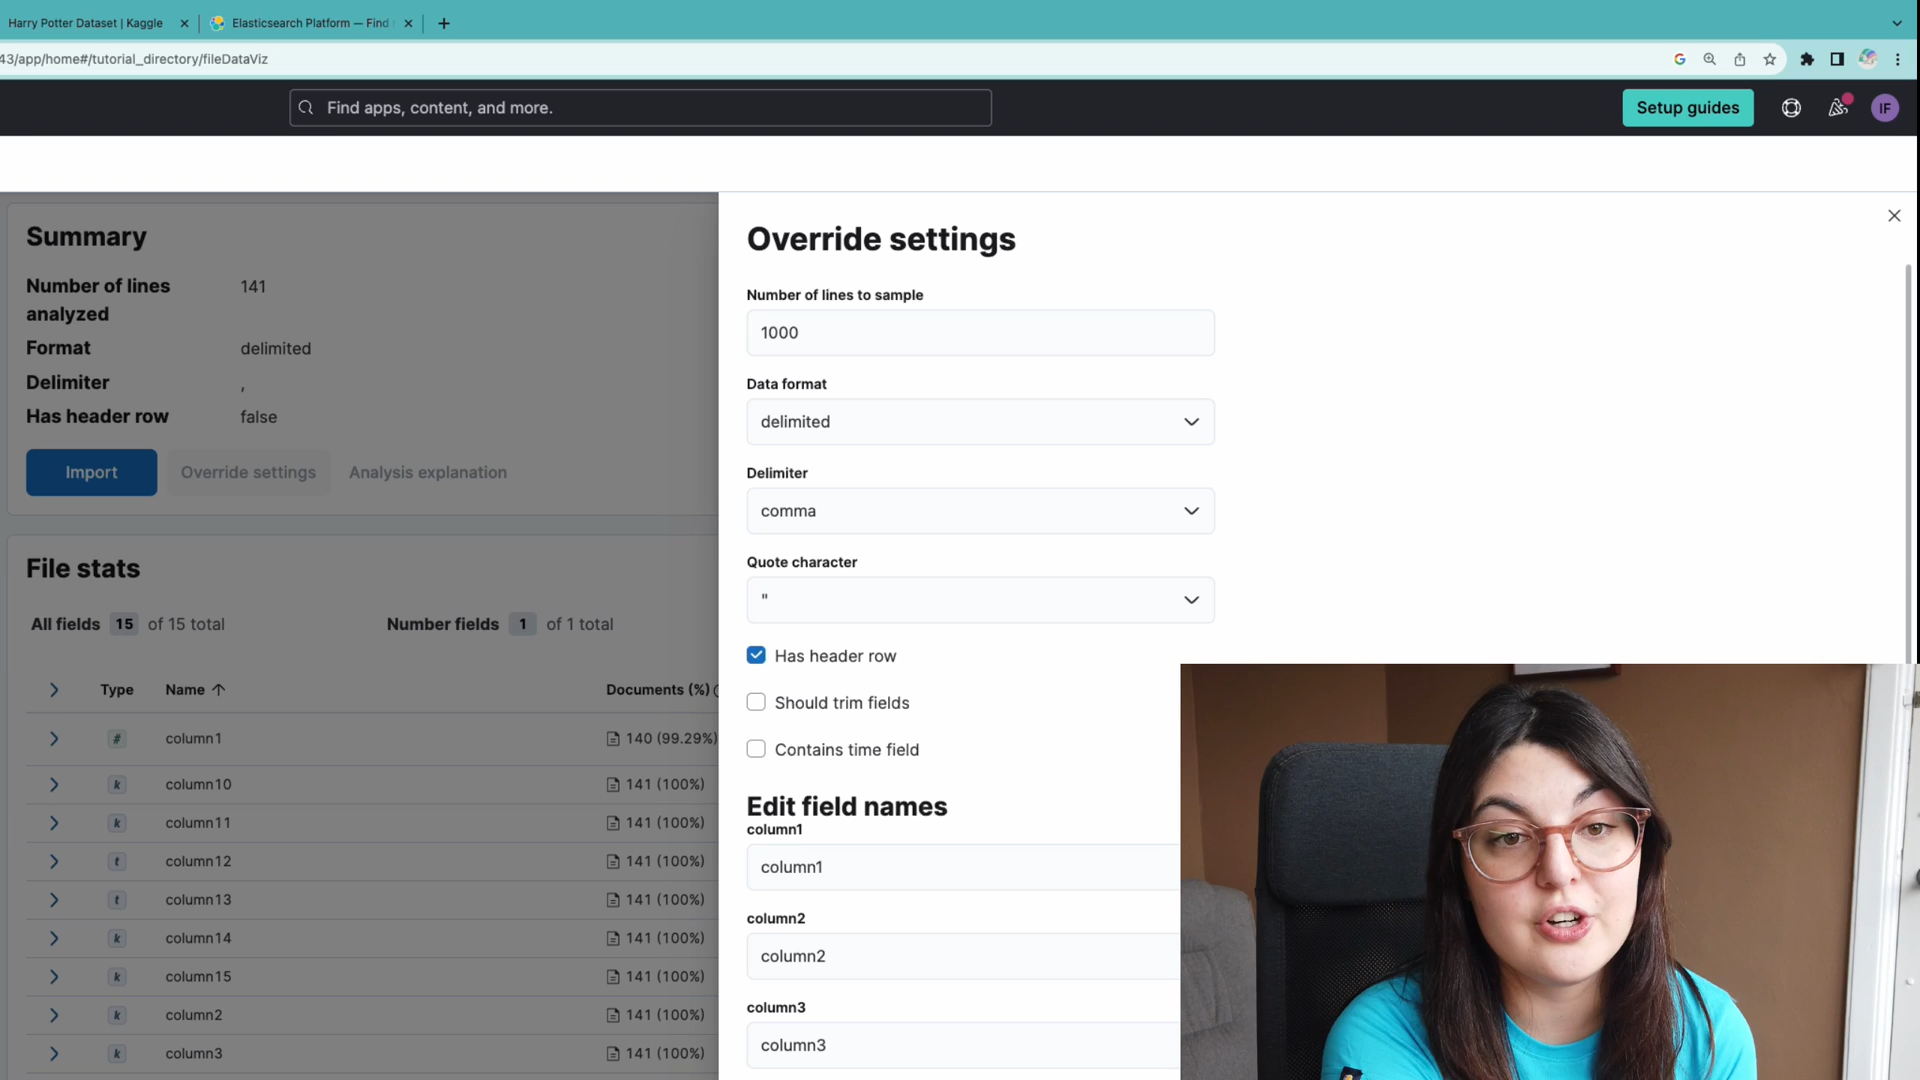 Harry Potter Dataset | Kaggle
Elasticsearch Platform — Find
43/app/home#/tutorial_directory/fileDataViz
Find apps, content, and more.
Setup guides
IF
Summary
Number of lines analyzed 141
Format delimited
Delimiter ,
Has header row false
Import Override settings Analysis explanation
File stats
All fields 15 of 15 total Number fields 1 of 1 total
Type Name Documents (%)
# column1 140 (99.29%)
k column10 141 (100%)
k column11 141 (100%)
t column12 141 (100%)
t column13 141 (100%)
k column14 141 (100%)
k column15 141 (100%)
k column2 141 (100%)
k column3 141 (100%)
Override settings
Number of lines to sample
1000
Data format
delimited
Delimiter
comma
Quote character
"
Has header row
Should trim fields
Contains time field
Edit field names
column1
column1
column2
column2
column3
column3